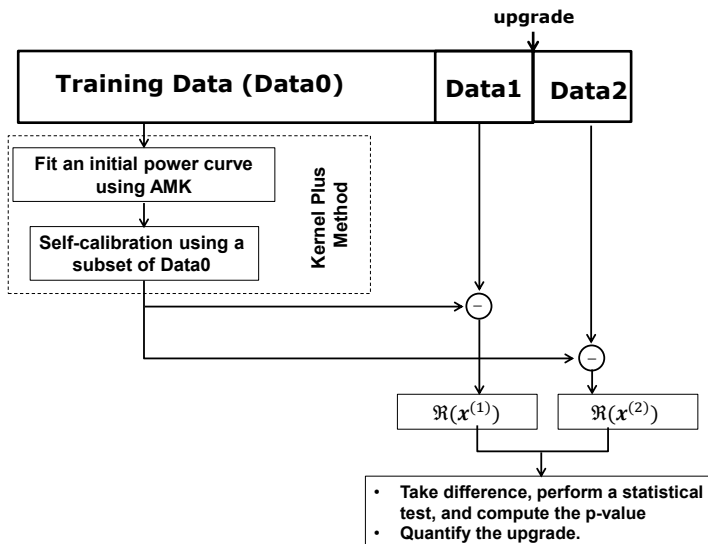 upgrade
Training Data (Data0)
Data1
Data2
Fit an initial power curve
using AMK
Self-calibration using a
subset of Data0
Kernel Plus
Method
−
−
ℜ(𝒙⁽¹⁾)
ℜ(𝒙⁽²⁾)
• Take difference, perform a statistical
test, and compute the p-value
• Quantify the upgrade.